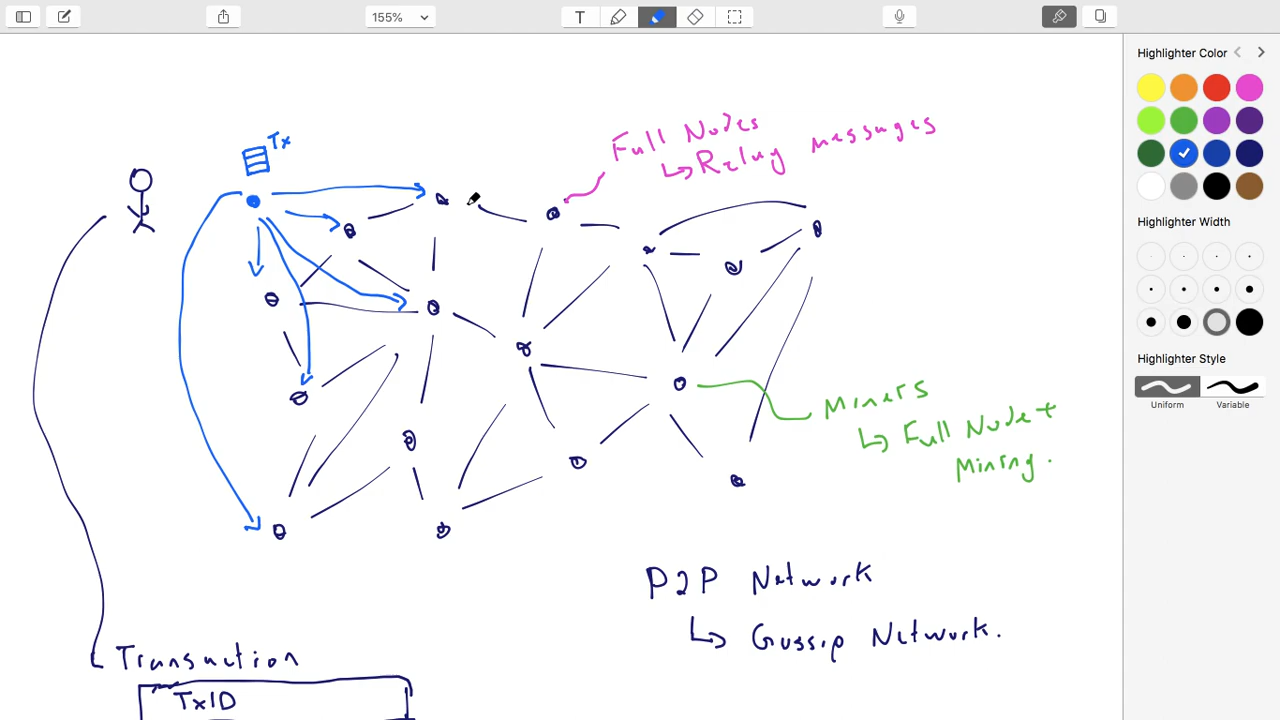 155%
T
Highlighter Color
Tx
Full Nodes
↳ Relay messages
Highlighter Width
Highlighter Style
Uniform
Variable
Miners
↳ Full Node +
Mining.
P2P Network
↳ Gossip Network.
Transaction
TxID